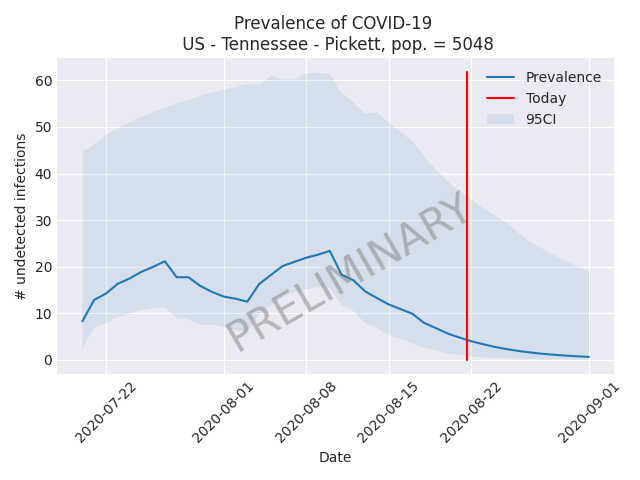 Prevalence of COVID-19
US - Tennessee - Pickett, pop. = 5048
# undetected infections
60
50
40
30
20
10
0
Prevalence
Today
95CI
PRELIMINARY
2020-07-22
2020-08-01
2020-08-08
2020-08-15
2020-08-22
2020-09-01
Date